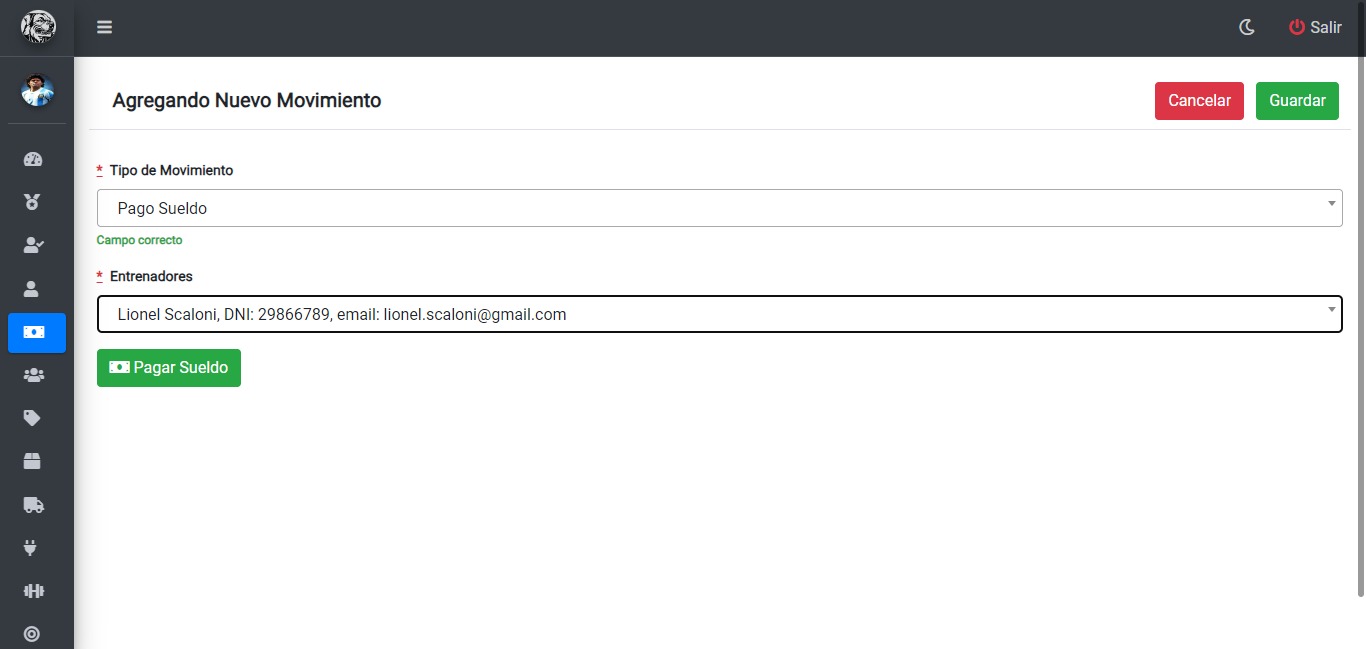 Salir
Agregando Nuevo Movimiento
Cancelar
Guardar
* Tipo de Movimiento
Pago Sueldo
Campo correcto
* Entrenadores
Lionel Scaloni, DNI: 29866789, email: lionel.scaloni@gmail.com
Pagar Sueldo